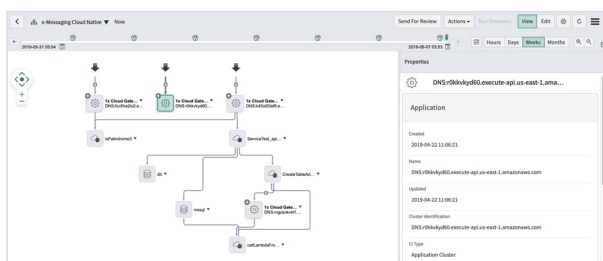 e-Messaging Cloud Native ▼ Now
Send For Review
Actions
Run Discovery
View
Edit
2019-05-31 05:04
2019-06-07 03:53
Hours
Days
Weeks
Months
Properties
DNS:r0kkvkyd60.execute-api.us-east-1.ama...
Application
Created
2019-04-22 11:06:21
Name
DNS:r0kkvkyd60.execute-api.us-east-1.amazonaws.com
Updated
2019-04-22 11:06:21
Cluster Identification
DNS:r0kkvkyd60.execute-api.us-east-1.amazonaws.com
CI Type
Application Cluster
1x Cloud Gate...
1x Cloud Gate...
DNS:r0kkvkyd60....
1x Cloud Gate...
isPalindrome3
ServiceTest_api...
db
CreateTableAd...
mssql
1x Cloud Gate...
callLambdaFro...